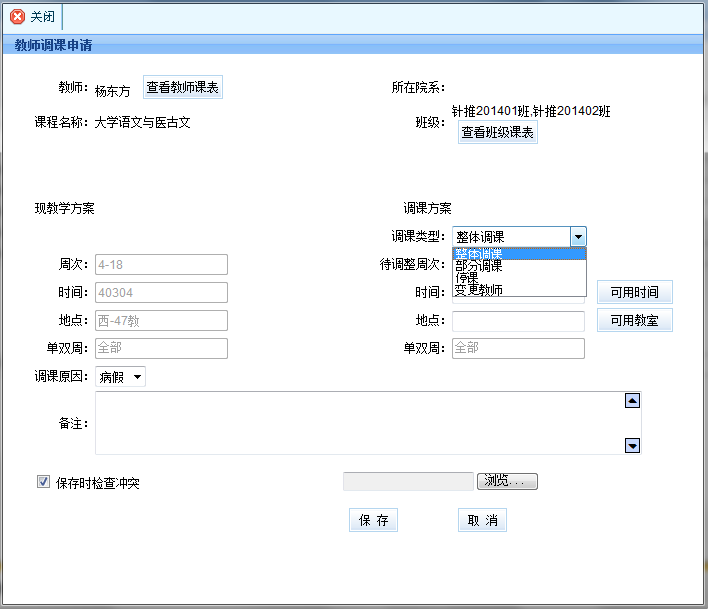 关闭
教师调课申请
教师： 杨东方 查看教师课表 所在院系：
针推201401班,针推201402班
课程名称： 大学语文与医古文 班级：
查看班级课表
现教学方案 调课方案
调课类型： 整体调课
整体调课
部分调课
停课
变更教师
周次： 4-18 待调整周次：
时间： 40304 时间： 可用时间
地点： 西-47教 地点： 可用教室
单双周： 全部 单双周： 全部
调课原因： 病假
备注：
保存时检查冲突 浏览...
保 存 取 消